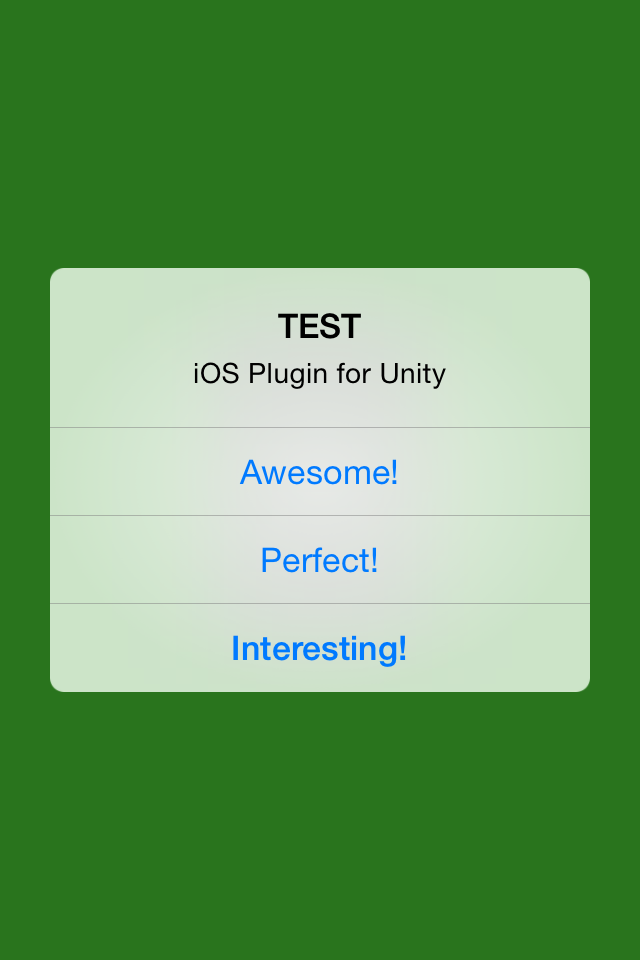 TEST
iOS Plugin for Unity
Awesome!
Perfect!
Interesting!